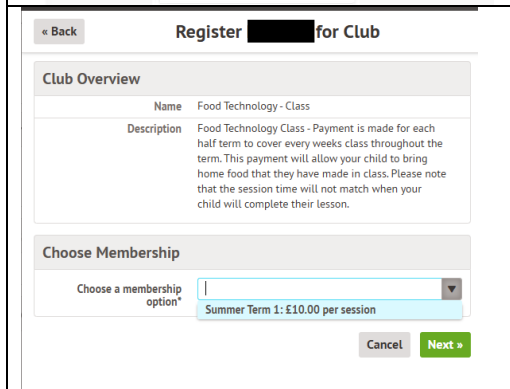 « Back
Register for Club
Club Overview
Name Food Technology - Class
Description Food Technology Class - Payment is made for each
half term to cover every weeks class throughout the
term. This payment will allow your child to bring
home food that they have made in class. Please note
that the session time will not match when your
child will complete their lesson.
Choose Membership
Choose a membership
option*
Summer Term 1: £10.00 per session
Cancel Next »